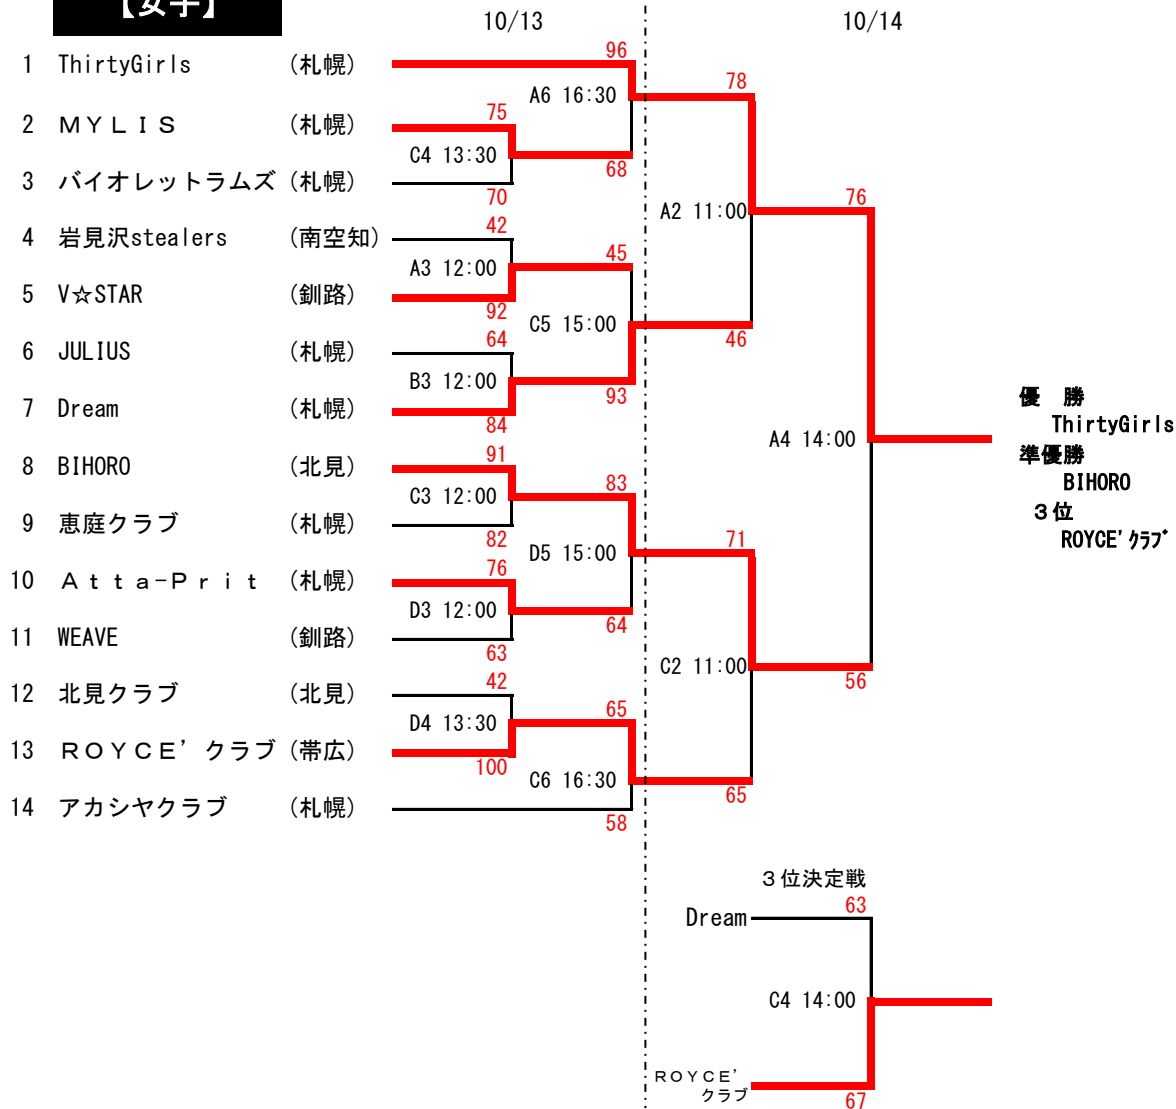 【女子】
10/13 10/14
1 ThirtyGirls (札幌) 96
A6 16:30 78
2 ＭＹＬＩＳ (札幌) 75
C4 13:30 68
3 バイオレットラムズ (札幌) 70
A2 11:00 76
4 岩見沢stealers (南空知) 42
A3 12:00 45
5 V☆STAR (釧路) 92
C5 15:00 46
6 JULIUS (札幌) 64
B3 12:00 93
7 Dream (札幌) 84
A4 14:00
8 BIHORO (北見) 91
C3 12:00 83
9 恵庭クラブ (札幌) 82
D5 15:00 71
10 Ａｔｔａ−Ｐｒｉｔ (札幌) 76
D3 12:00 64
11 WEAVE (釧路) 63
C2 11:00 56
12 北見クラブ (北見) 42
D4 13:30 65
13 ＲＯＹＣＥ’クラブ (帯広) 100
C6 16:30 65
14 アカシヤクラブ (札幌) 58
優　勝
ThirtyGirls
準優勝
BIHORO
３位
ROYCE'ｸﾗﾌﾞ
３位決定戦
Dream 63
C4 14:00
ＲＯＹＣＥ’
クラブ 67